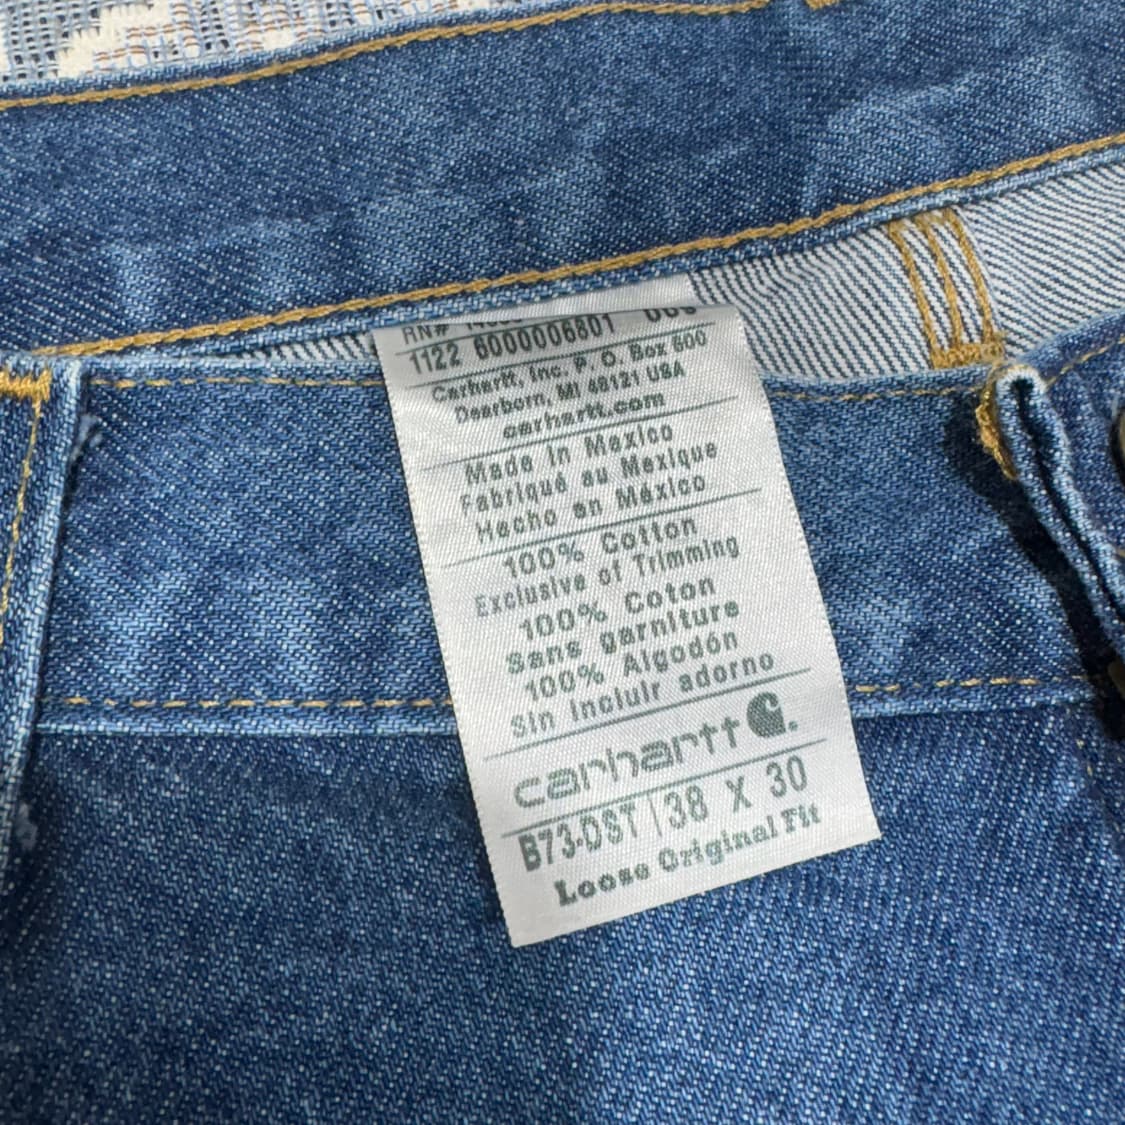 RN#
1122 6000006801
Carhartt, Inc. P. O. Box 600
Dearborn, MI 48121 USA
carhartt.com
Made In Mexico
Fabriqué au Mexique
Hecho en México
100% Cotton
Exclusive of Trimming
100% Coton
Sans garniture
100% Algodón
Sin Incluir adorno
carhartt
B73-DST | 38 X 30
Loose Original Fit